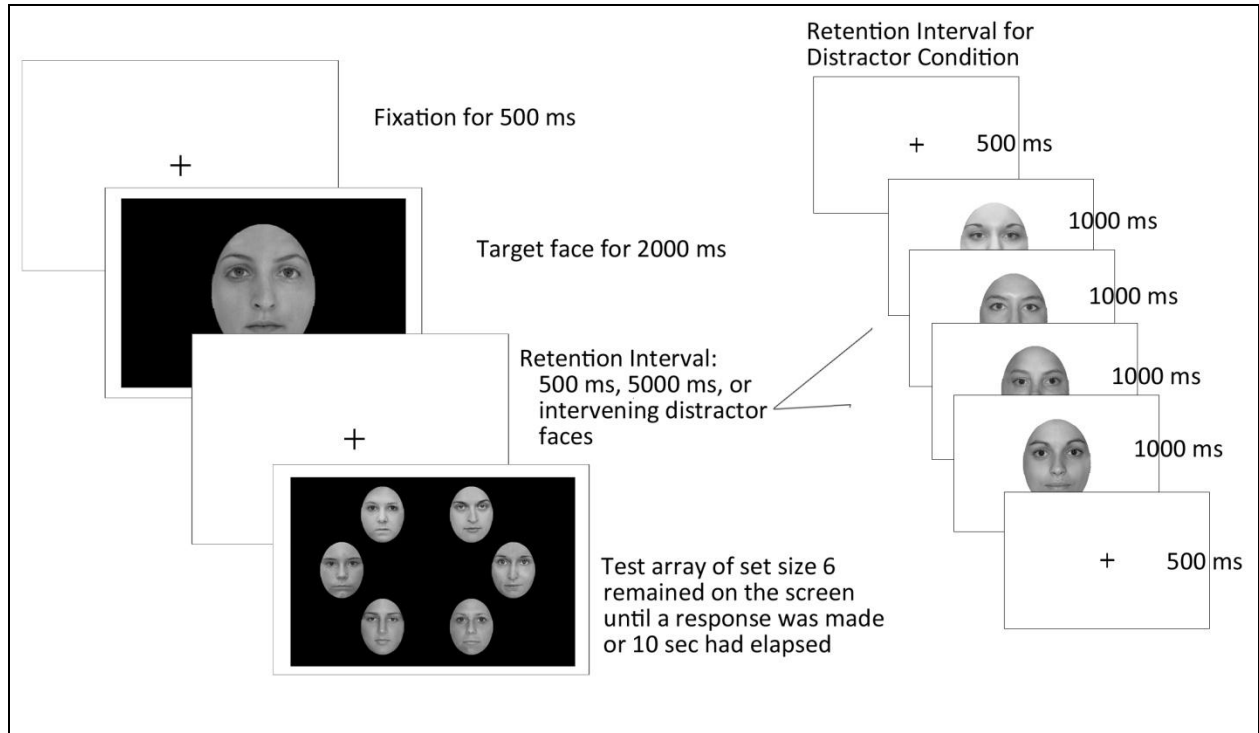 Fixation for 500 ms
Target face for 2000 ms
Retention Interval:
500 ms, 5000 ms, or
intervening distractor
faces
Test array of set size 6
remained on the screen
until a response was made
or 10 sec had elapsed
Retention Interval for
Distractor Condition
500 ms
1000 ms
1000 ms
1000 ms
1000 ms
500 ms